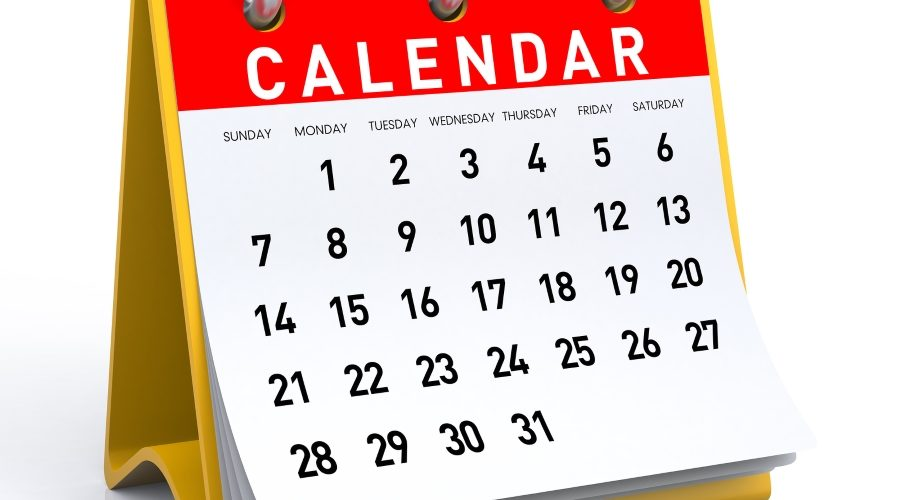 CALENDAR
SUNDAY MONDAY TUESDAY WEDNESDAY THURSDAY FRIDAY SATURDAY
1 2 3 4 5 6
7 8 9 10 11 12 13
14 15 16 17 18 19 20
21 22 23 24 25 26 27
28 29 30 31